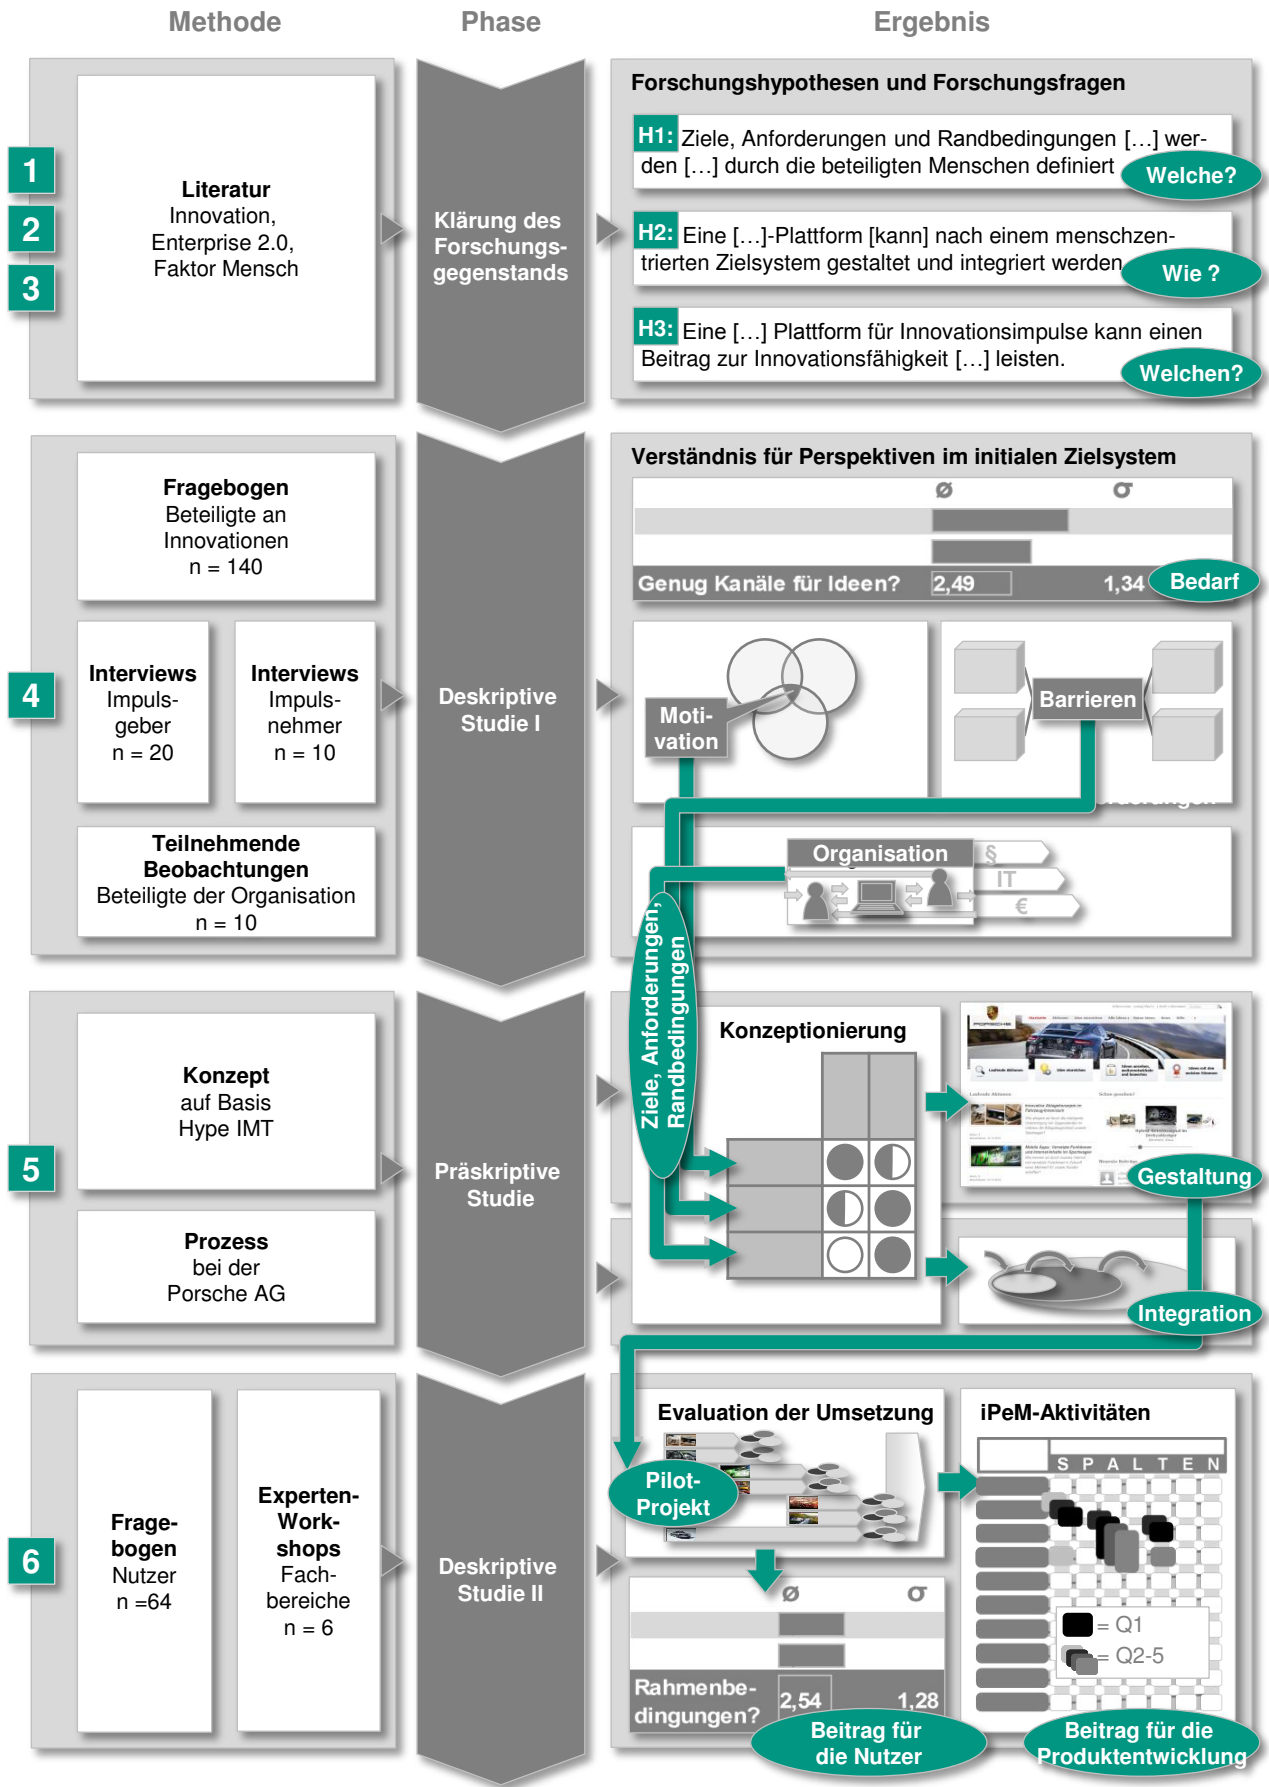 Methode
Phase
Ergebnis
1
2
3
Literatur
Innovation,
Enterprise 2.0,
Faktor Mensch
Klärung des
Forschungs-
gegenstands
Forschungshypothesen und Forschungsfragen
H1: Ziele, Anforderungen und Randbedingungen […] wer-
den […] durch die beteiligten Menschen definiert
Welche?
H2: Eine […]-Plattform [kann] nach einem menschzen-
trierten Zielsystem gestaltet und integriert werden
Wie ?
H3: Eine […] Plattform für Innovationsimpulse kann einen
Beitrag zur Innovationsfähigkeit […] leisten.
Welchen?
4
Fragebogen
Beteiligte an
Innovationen
n = 140
Interviews
Impuls-
geber
n = 20
Interviews
Impuls-
nehmer
n = 10
Teilnehmende
Beobachtungen
Beteiligte der Organisation
n = 10
Deskriptive
Studie I
Verständnis für Perspektiven im initialen Zielsystem
Ø σ
Genug Kanäle für Ideen? 2,49 1,34
Bedarf
Moti-
vation
Barrieren
Organisation
§
IT
€
Ziele, Anforderungen,
Randbedingungen
5
Konzept
auf Basis
Hype IMT
Prozess
bei der
Porsche AG
Präskriptive
Studie
Konzeptionierung
PORSCHE
Gestaltung
Integration
6
Frage-
bogen
Nutzer
n =64
Experten-
Work-
shops
Fach-
bereiche
n = 6
Deskriptive
Studie II
Evaluation der Umsetzung
Pilot-
Projekt
Ø σ
Rahmenbe-
dingungen? 2,54 1,28
Beitrag für
die Nutzer
iPeM-Aktivitäten
S P A L T E N
= Q1
= Q2-5
Beitrag für die
Produktentwicklung